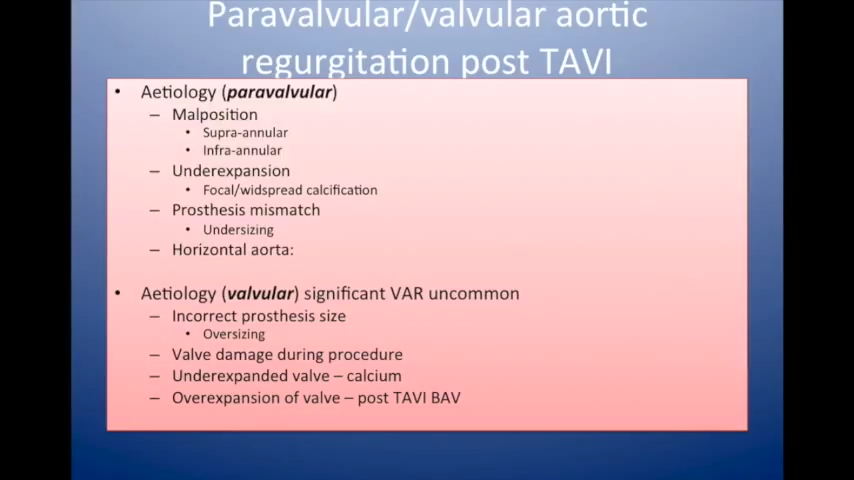 Paravalvular/valvular aortic
regurgitation post TAVI
• Aetiology (paravalvular)
– Malposition
• Supra-annular
• Infra-annular
– Underexpansion
• Focal/widspread calcification
– Prosthesis mismatch
• Undersizing
– Horizontal aorta:
• Aetiology (valvular) significant VAR uncommon
– Incorrect prosthesis size
• Oversizing
– Valve damage during procedure
– Underexpanded valve – calcium
– Overexpansion of valve – post TAVI BAV